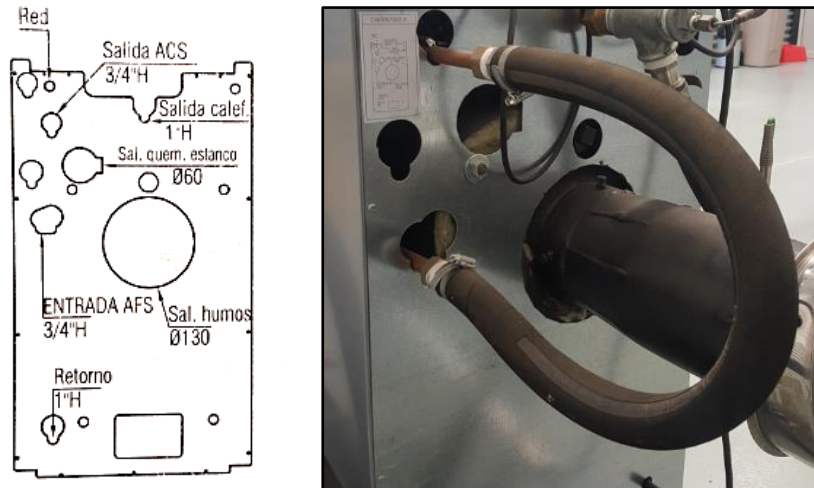 Red
Salida ACS
3/4"H
Salida calef.
1"H
Sal. quem. estanco
Ø60
ENTRADA AFS
3/4"H
Sal. humos
Ø130
Retorno
1"H